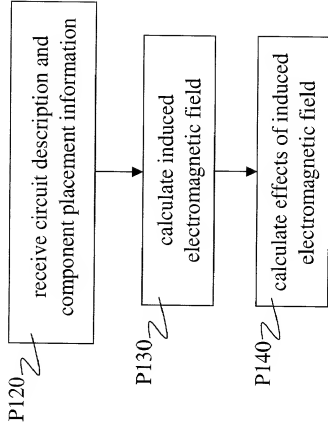 P120
receive circuit description and
component placement information
P130
calculate induced
electromagnetic field
P140
calculate effects of induced
electromagnetic field